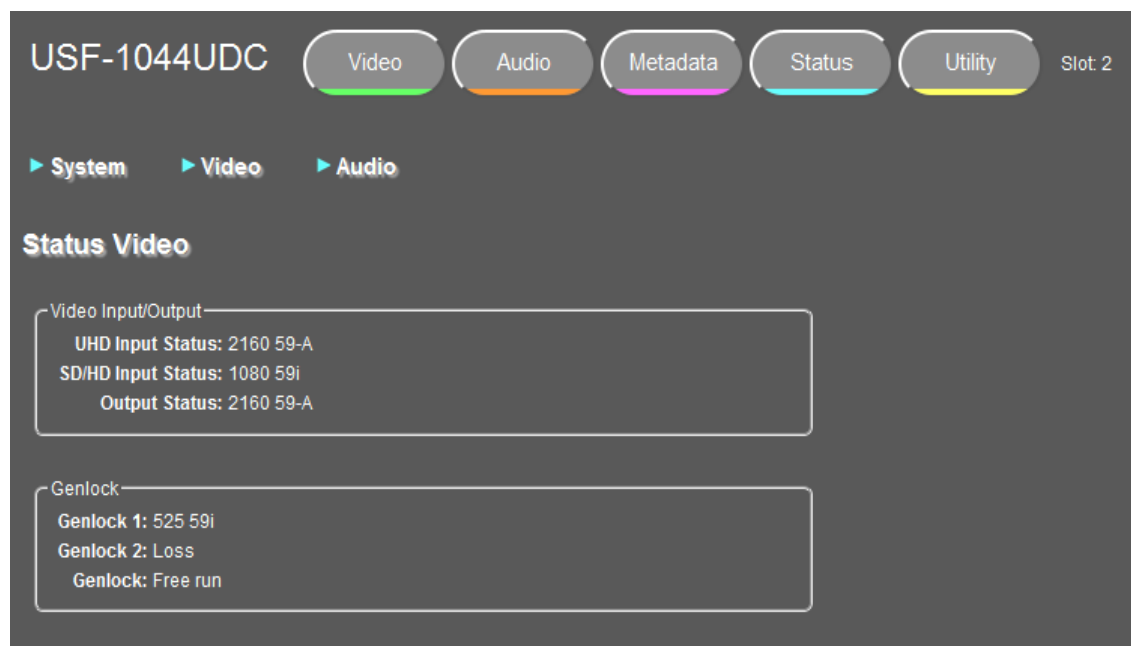 USF-1044UDC Video Audio Metadata Status Utility Slot: 2
System Video Audio
Status Video
Video Input/Output
UHD Input Status: 2160 59-A
SD/HD Input Status: 1080 59i
Output Status: 2160 59-A
Genlock
Genlock 1: 525 59i
Genlock 2: Loss
Genlock: Free run